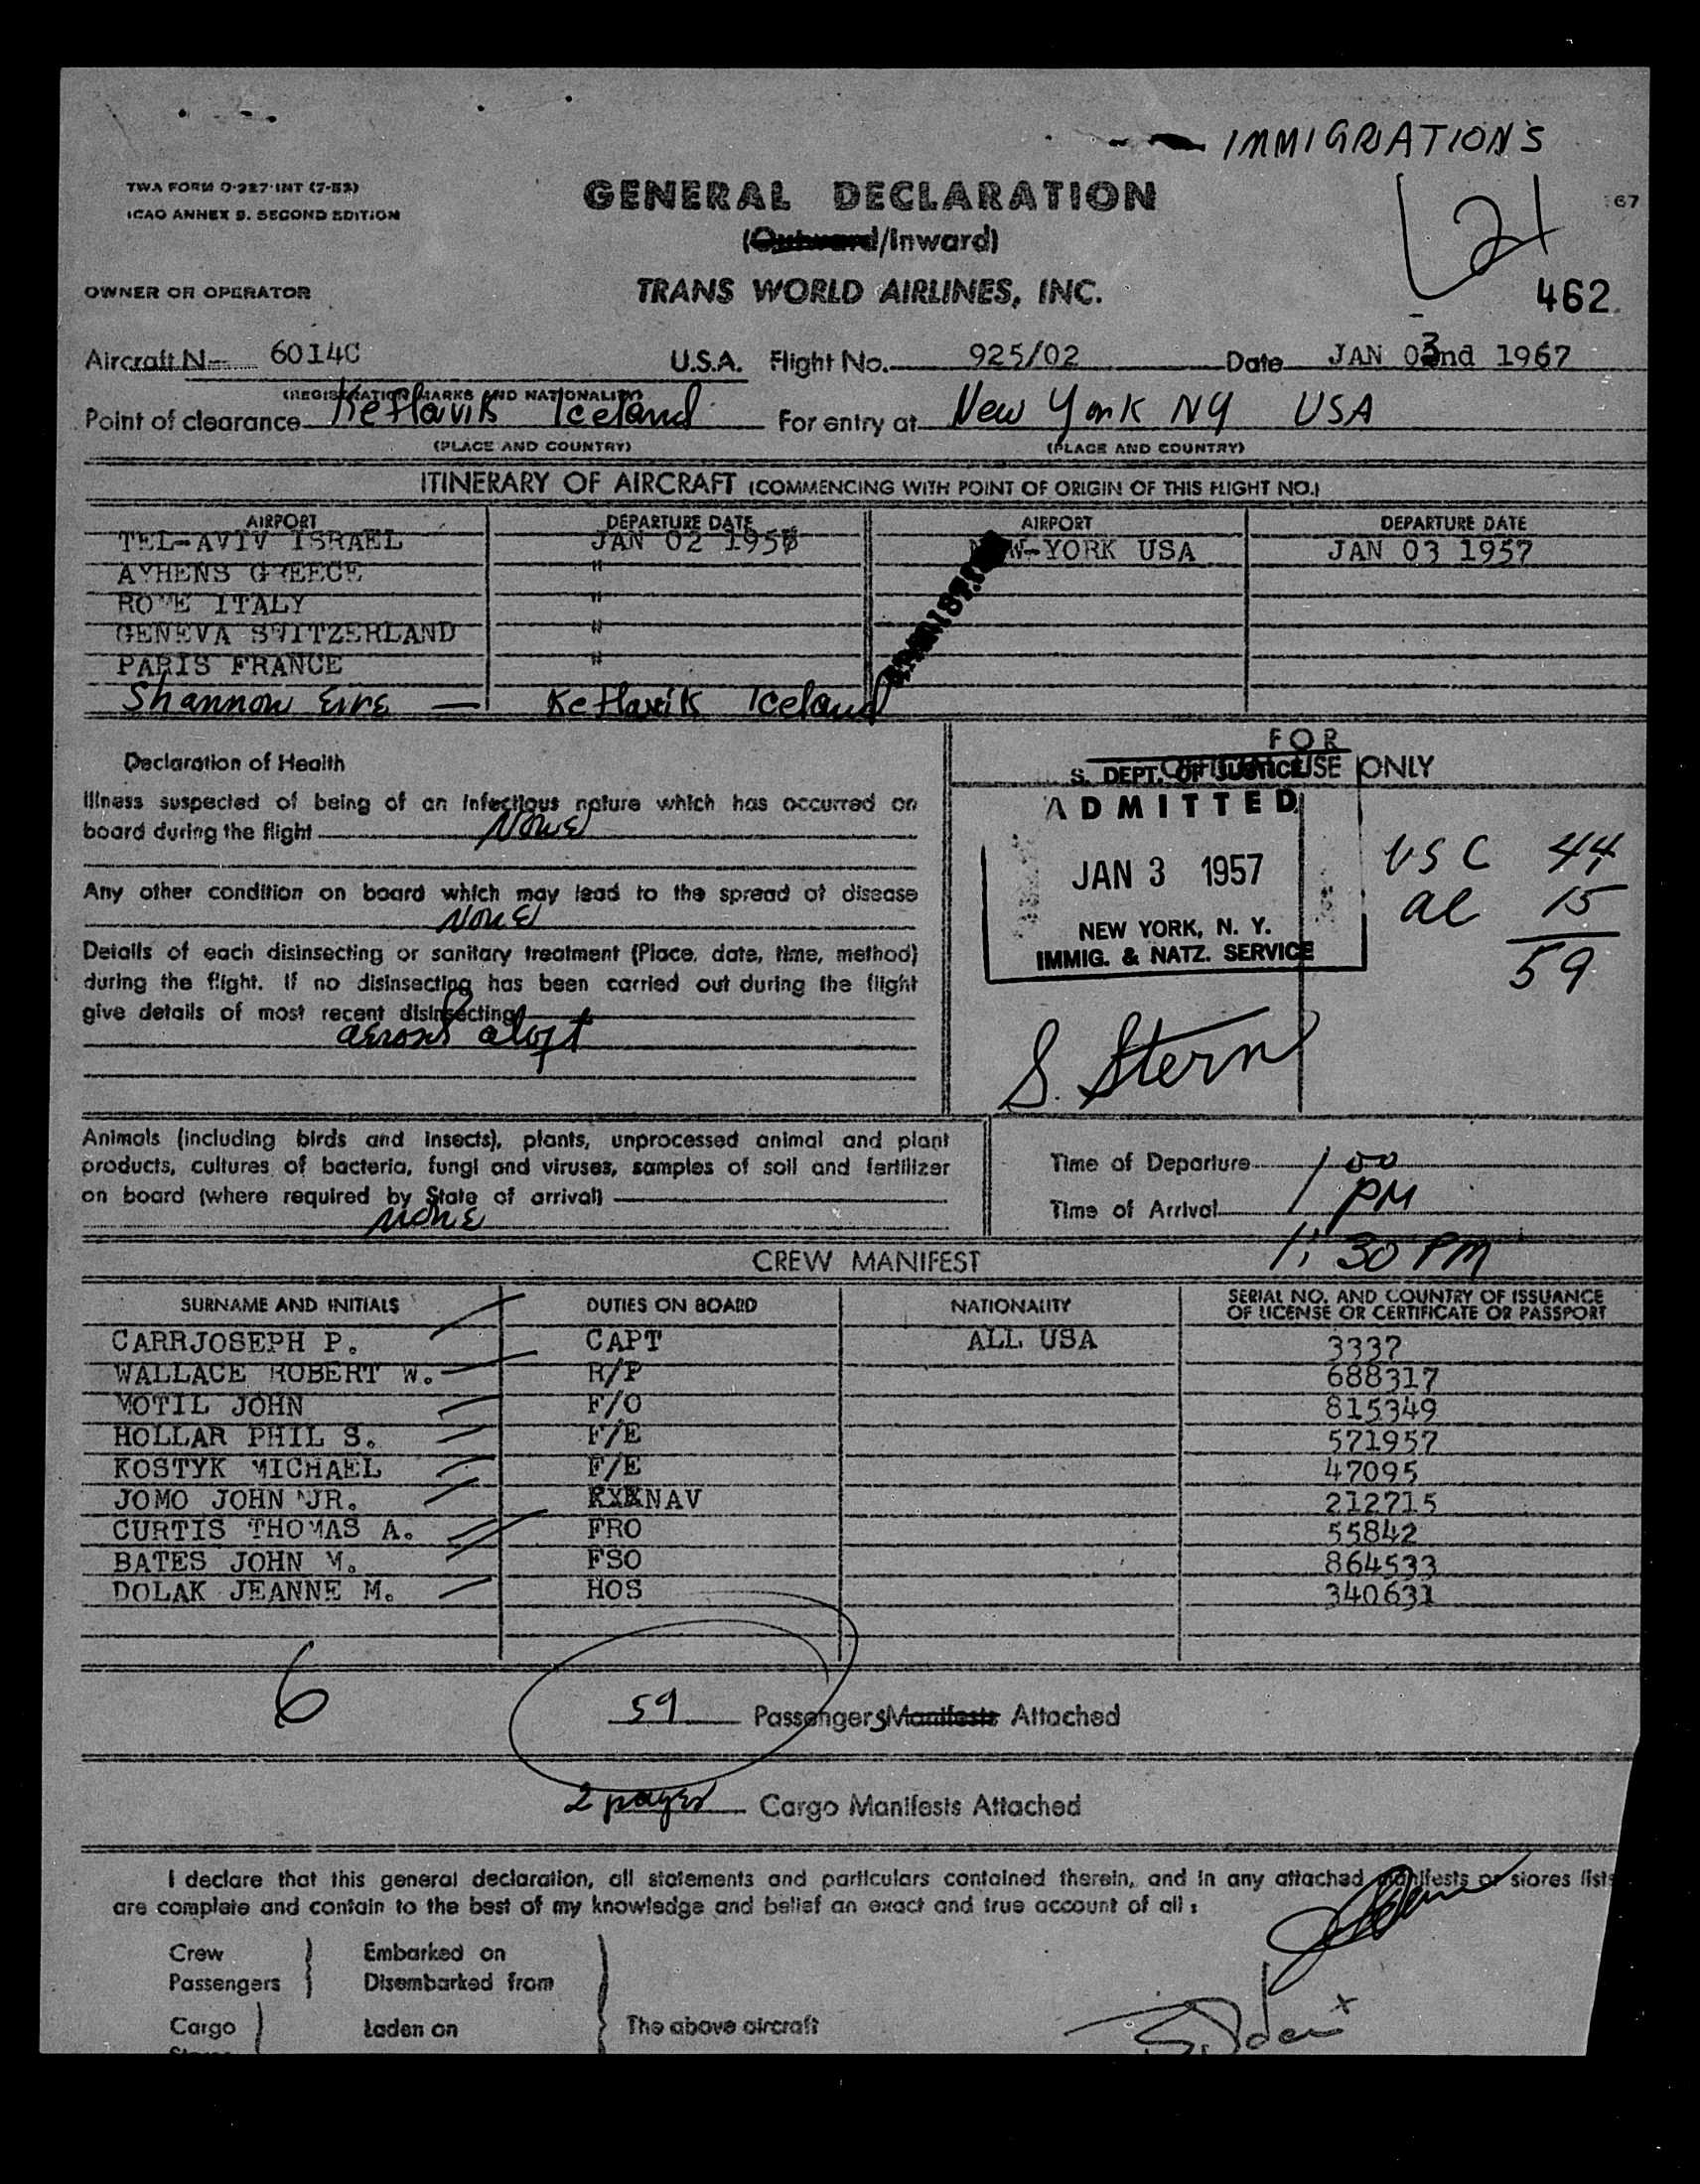 IMMIGRATIONS
TWA FORM O-927-INT (7-53)
ICAO ANNEX 9. SECOND EDITION
GENERAL DECLARATION
67
21
(Outward/Inward)
OWNER OR OPERATOR
TRANS WORLD AIRLINES, INC.
462
Aircraft N- 6014C U.S.A. Flight No. 925/02 Date JAN 03nd 1967
(REGISTRATION MARKS AND NATIONALITY)
Point of clearance Keflavik Iceland For entry at New York NY USA
(PLACE AND COUNTRY) (PLACE AND COUNTRY)
ITINERARY OF AIRCRAFT (COMMENCING WITH POINT OF ORIGIN OF THIS FLIGHT NO.)
AIRPORT DEPARTURE DATE AIRPORT DEPARTURE DATE
TEL-AVIV ISRAEL JAN 02 1957 NEW-YORK USA JAN 03 1957
AYHENS GREECE "
ROME ITALY "
GENEVA SWITZERLAND "
PARIS FRANCE "
Shannon Eire — Keflavik Iceland
FOR
OFFICIAL USE ONLY
Declaration of Health
S. DEPT. OF JUSTICE
Illness suspected of being of an infectious nature which has occurred on
board during the flight None
ADMITTED
JAN 3 1957
NEW YORK, N. Y.
IMMIG. & NATZ. SERVICE
USC 44
al 15
59
Any other condition on board which may lead to the spread of disease
None
Details of each disinsecting or sanitary treatment (Place, date, time, method)
during the flight. If no disinsecting has been carried out during the flight
give details of most recent disinsecting
aerosol aloft
S. Stern
Animals (including birds and insects), plants, unprocessed animal and plant
products, cultures of bacteria, fungi and viruses, samples of soil and fertilizer
on board (where required by State of arrival)
None
Time of Departure 1 00
Time of Arrival PM
1:30 PM
CREW MANIFEST
SURNAME AND INITIALS DUTIES ON BOARD NATIONALITY SERIAL NO. AND COUNTRY OF ISSUANCE
OF LICENSE OR CERTIFICATE OR PASSPORT
CARRJOSEPH P. CAPT ALL USA 3337
WALLACE ROBERT W. R/P 688317
MOTIL JOHN F/O 815349
HOLLAR PHIL S. F/E 571957
KOSTYK MICHAEL F/E 47095
JOMO JOHN JR. NAV 212715
CURTIS THOMAS A. FRO 55842
BATES JOHN M. FSO 864533
DOLAK JEANNE M. HOS 340631
6
59 Passengers Manifests Attached
2 pages Cargo Manifests Attached
I declare that this general declaration, all statements and particulars contained therein, and in any attached manifests or stores lists
are complete and contain to the best of my knowledge and belief an exact and true account of all :
Crew Embarked on
Passengers Disembarked from
Cargo Laden on The above aircraft